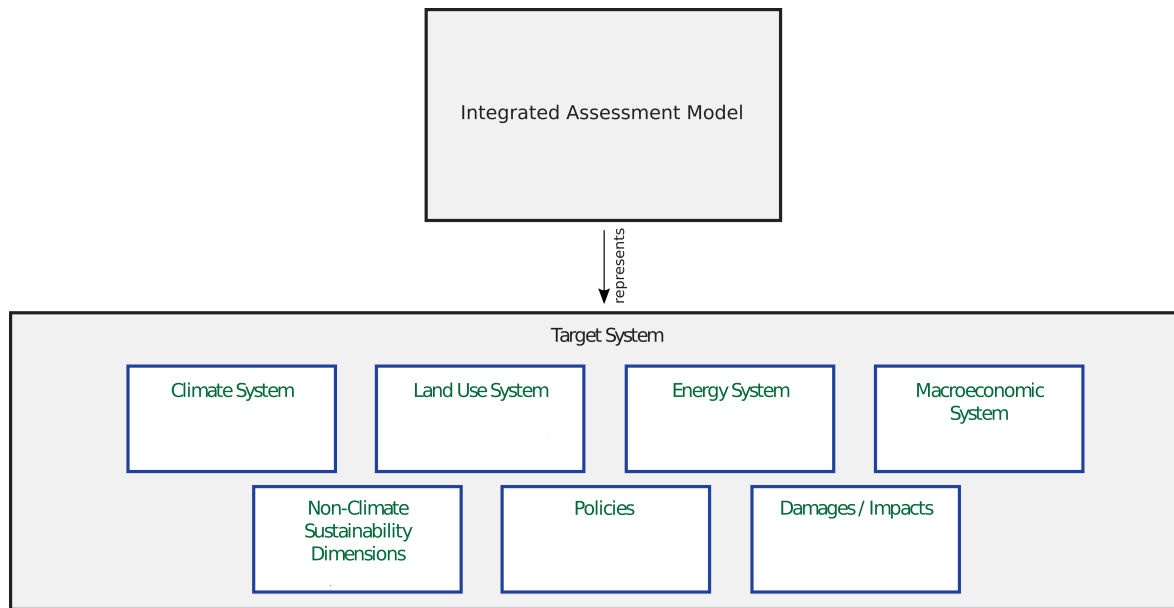 Integrated Assessment Model
represents
Target System
Climate System
Land Use System
Energy System
Macroeconomic
System
Non-Climate
Sustainability
Dimensions
Policies
Damages / Impacts